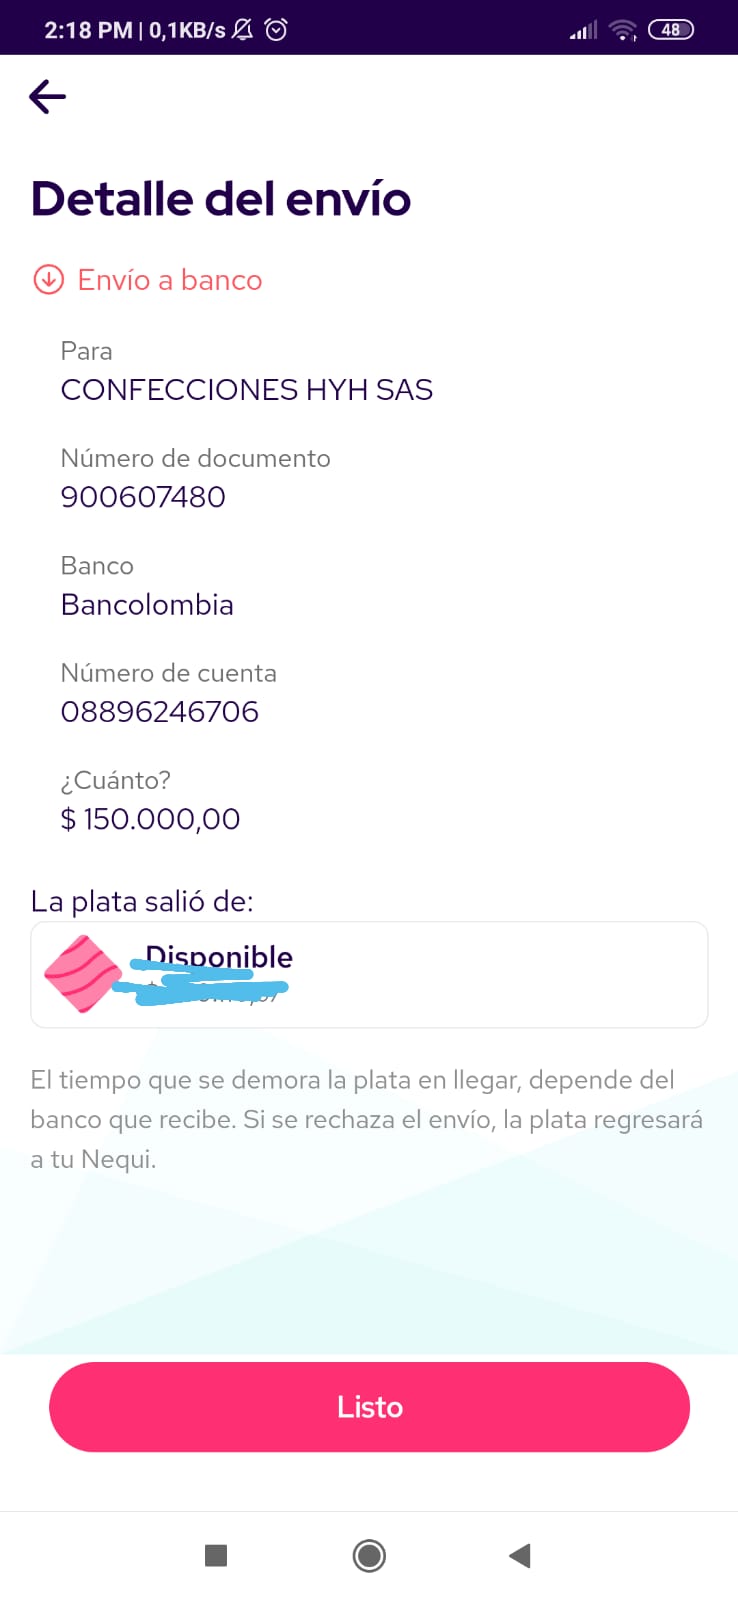 2:18 PM | 0,1KB/s
48
Detalle del envío
Envío a banco
Para
CONFECCIONES HYH SAS
Número de documento
900607480
Banco
Bancolombia
Número de cuenta
08896246706
¿Cuánto?
$ 150.000,00
La plata salió de:
Disponible
El tiempo que se demora la plata en llegar, depende del
banco que recibe. Si se rechaza el envío, la plata regresará
a tu Nequi.
Listo